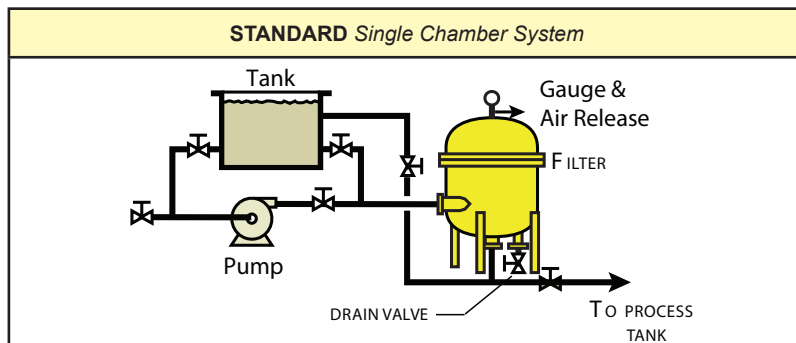 STANDARD Single Chamber System
Tank
Gauge &
Air Release
FILTER
Pump
DRAIN VALVE
TO PROCESS
TANK